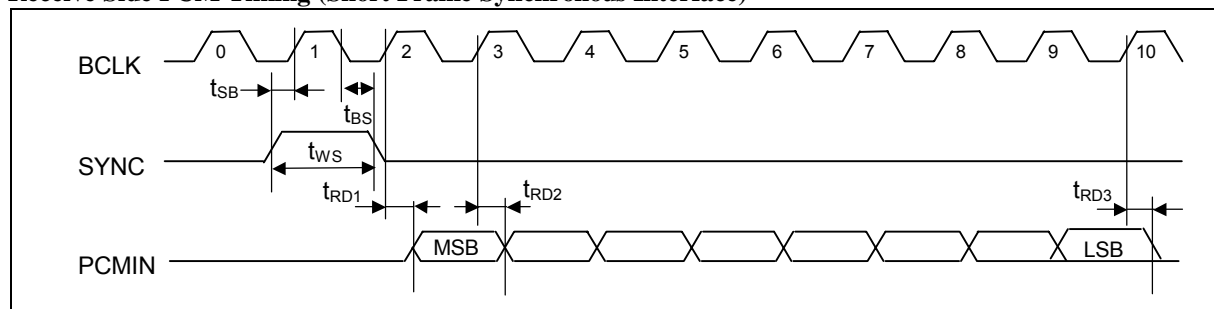 Receive Side PCM Timing (Short Frame Synchronous Interface)
BCLK 0 1 2 3 4 5 6 7 8 9 10
tSB
tBS
SYNC
tWS
tRD1
tRD2
tRD3
PCMIN MSB LSB